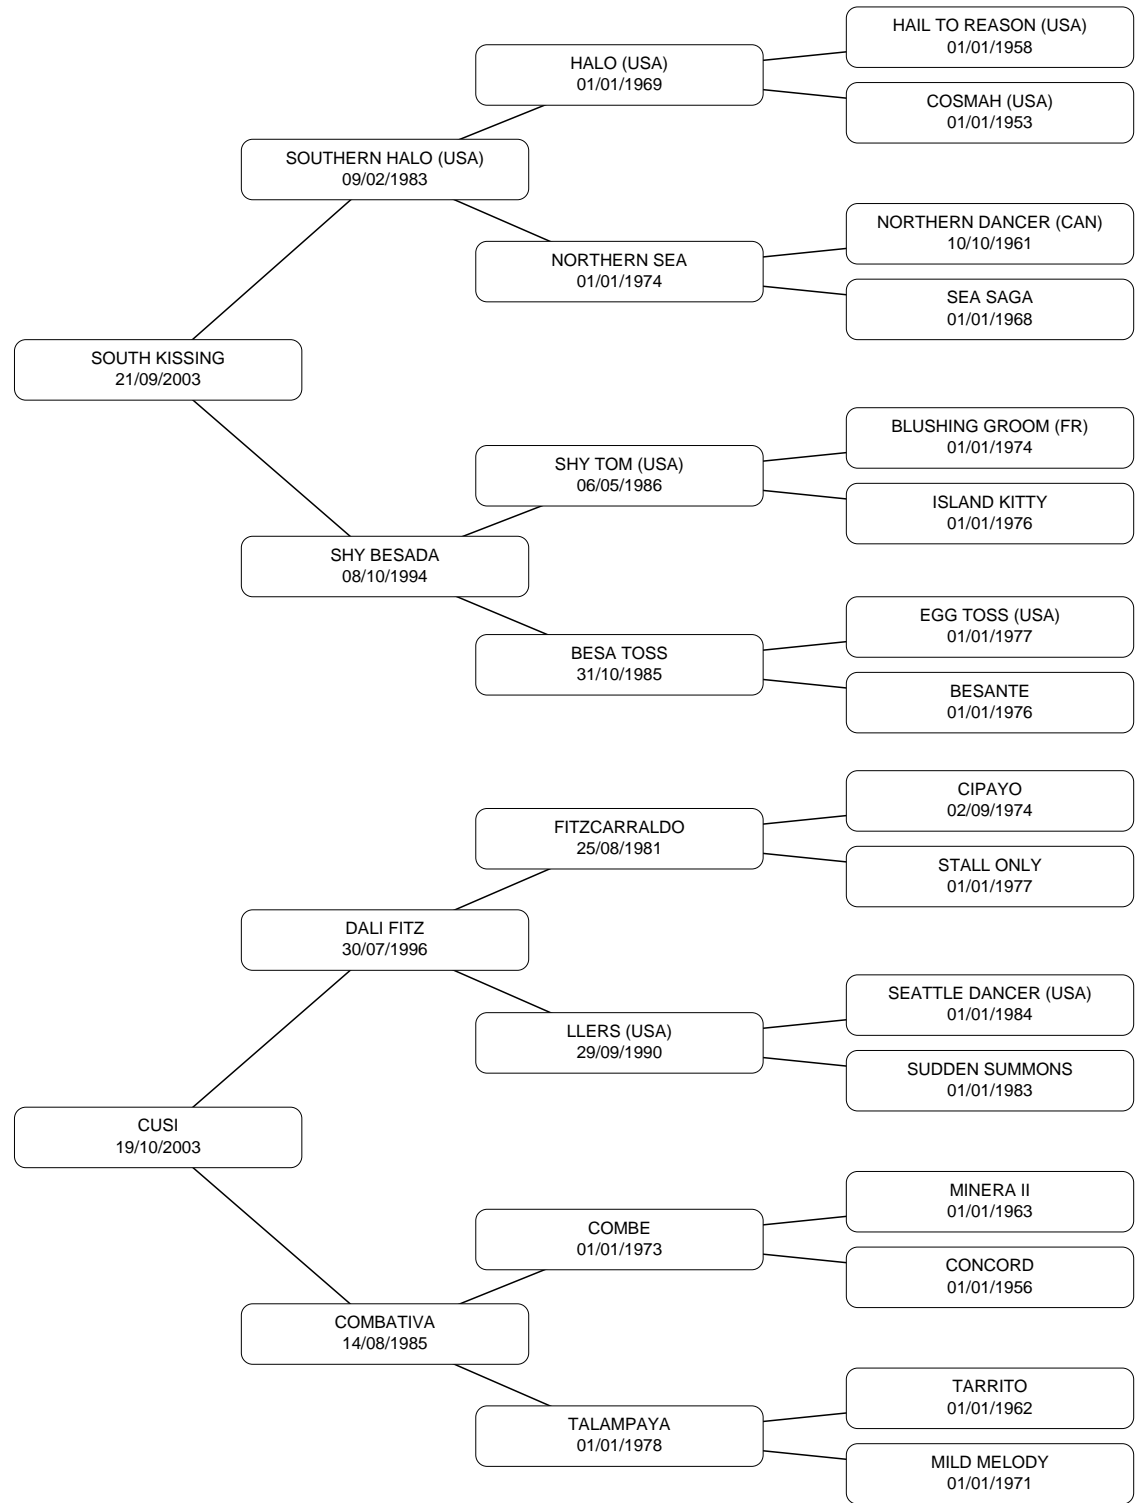 HAIL TO REASON (USA)
01/01/1958
HALO (USA)
01/01/1969
COSMAH (USA)
01/01/1953
SOUTHERN HALO (USA)
09/02/1983
NORTHERN DANCER (CAN)
10/10/1961
NORTHERN SEA
01/01/1974
SEA SAGA
01/01/1968
SOUTH KISSING
21/09/2003
BLUSHING GROOM (FR)
01/01/1974
SHY TOM (USA)
06/05/1986
ISLAND KITTY
01/01/1976
SHY BESADA
08/10/1994
EGG TOSS (USA)
01/01/1977
BESA TOSS
31/10/1985
BESANTE
01/01/1976
CIPAYO
02/09/1974
FITZCARRALDO
25/08/1981
STALL ONLY
01/01/1977
DALI FITZ
30/07/1996
SEATTLE DANCER (USA)
01/01/1984
LLERS (USA)
29/09/1990
SUDDEN SUMMONS
01/01/1983
CUSI
19/10/2003
MINERA II
01/01/1963
COMBE
01/01/1973
CONCORD
01/01/1956
COMBATIVA
14/08/1985
TARRITO
01/01/1962
TALAMPAYA
01/01/1978
MILD MELODY
01/01/1971